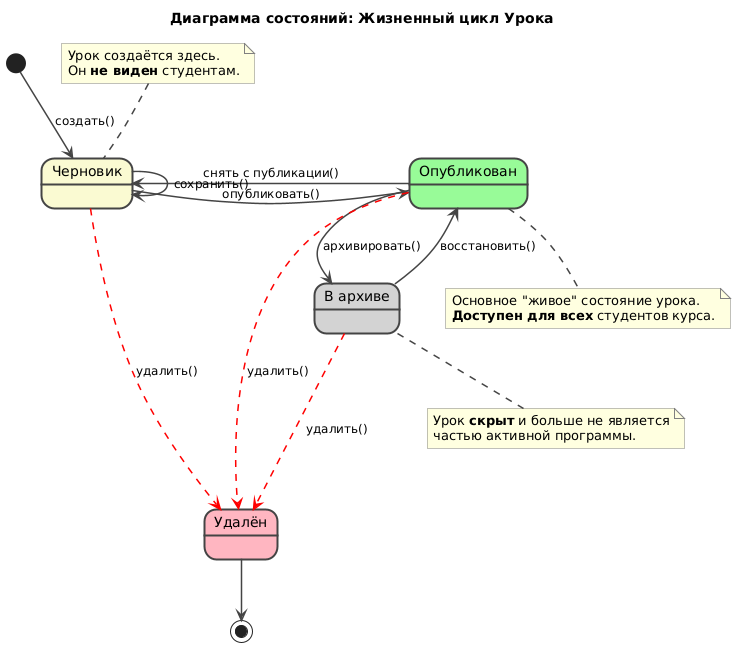 Диаграмма состояний: Жизненный цикл Урока
Урок создаётся здесь.
Он не виден студентам.
создать()
Черновик
сохранить()
снять с публикации()
опубликовать()
Опубликован
архивировать()
восстановить()
В архиве
Основное "живое" состояние урока.
Доступен для всех студентов курса.
удалить()
удалить()
удалить()
Урок скрыт и больше не является
частью активной программы.
Удалён